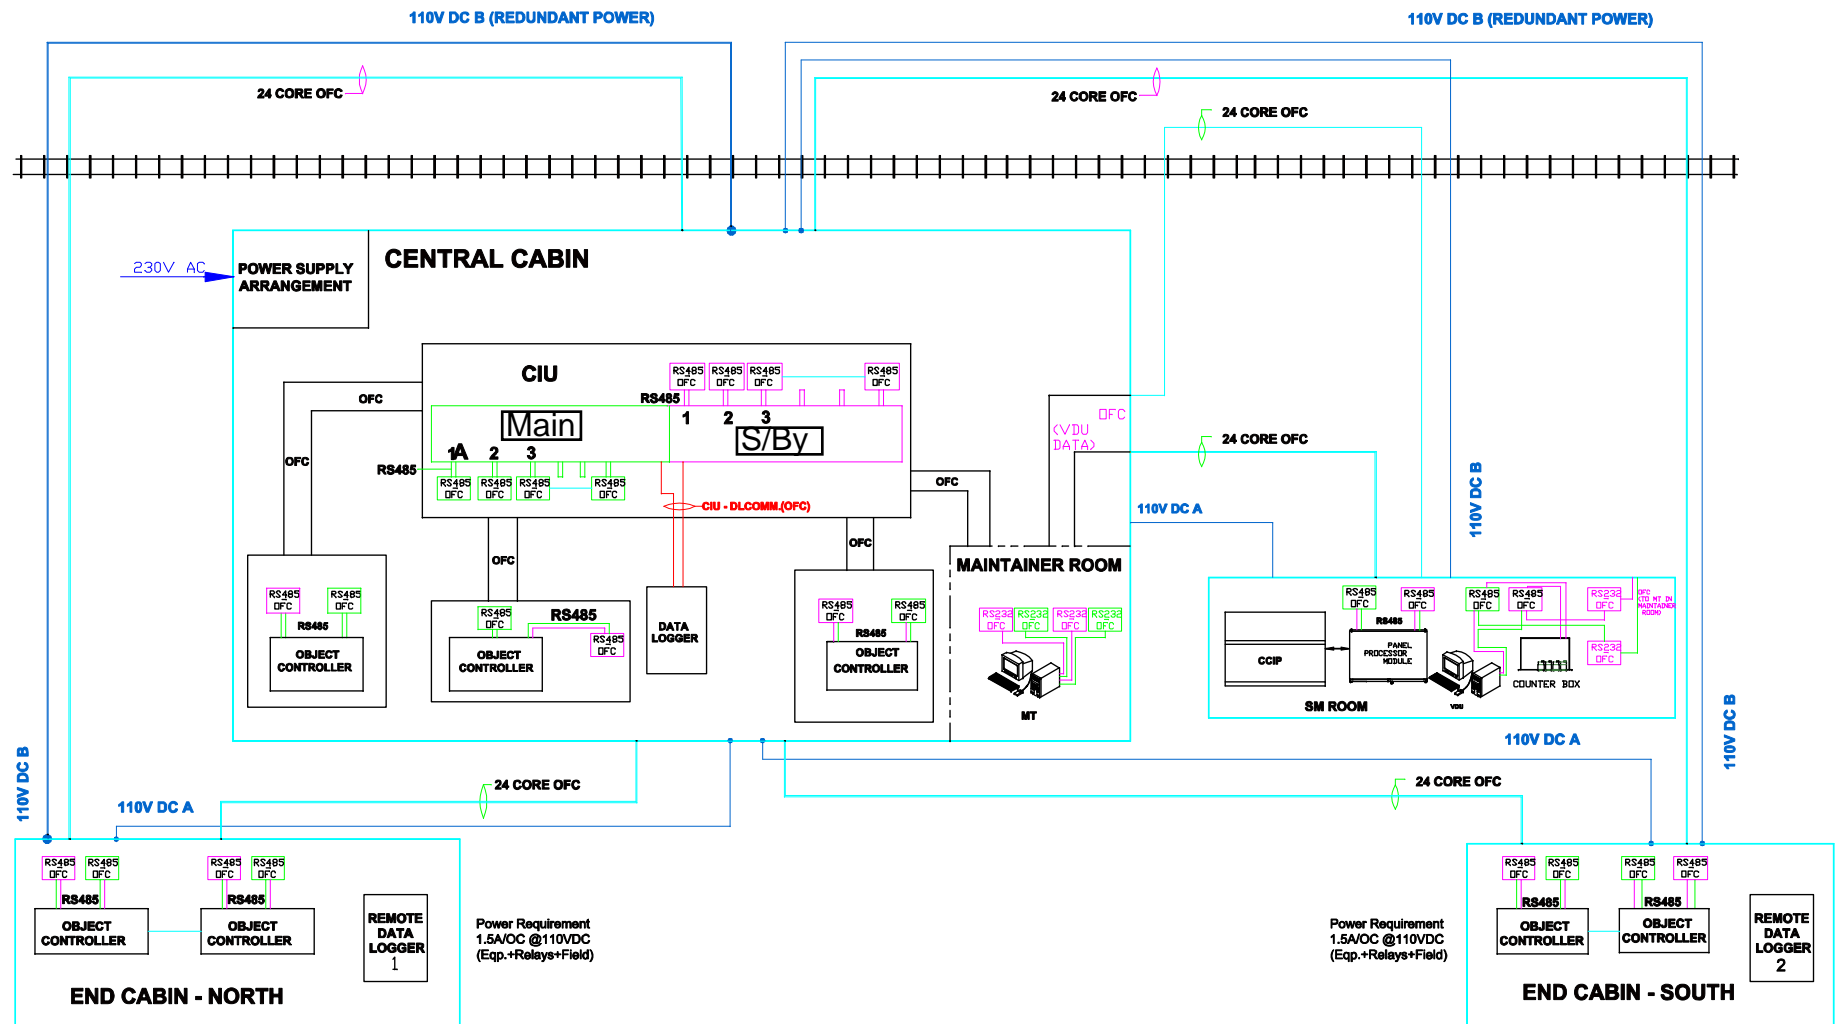 110V DC B (REDUNDANT POWER)
110V DC B (REDUNDANT POWER)
24 CORE OFC
24 CORE OFC
24 CORE OFC
230V AC
POWER SUPPLY
ARRANGEMENT
CENTRAL CABIN
CIU
RS485
OFC
RS485
OFC
RS485
OFC
RS485
OFC
RS485
1
2
3
Main
S/By
1A
2
3
RS485
RS485
OFC
RS485
OFC
RS485
OFC
RS485
OFC
CIU - DLCOMM.(OFC)
OFC
OFC
OFC
OFC
OFC
OFC
(VDU
DATA)
24 CORE OFC
110V DC A
110V DC B
RS485
OFC
RS485
OFC
RS485
OBJECT
CONTROLLER
RS485
OFC
RS485
RS485
OFC
OBJECT
CONTROLLER
DATA
LOGGER
RS485
OFC
RS485
OFC
RS485
OBJECT
CONTROLLER
MAINTAINER ROOM
RS232
OFC
RS232
OFC
RS232
OFC
RS232
OFC
MT
RS485
OFC
RS485
OFC
RS485
OFC
RS485
OFC
RS232
OFC
OFC
(TO MT IN
MAINTAINER
ROOM)
RS485
CCIP
PANEL
PROCESSOR
MODULE
RS232
OFC
VDU
COUNTER BOX
SM ROOM
110V DC B
110V DC A
24 CORE OFC
110V DC A
24 CORE OFC
110V DC B
RS485
OFC
RS485
OFC
RS485
OFC
RS485
OFC
RS485
RS485
OBJECT
CONTROLLER
OBJECT
CONTROLLER
REMOTE
DATA
LOGGER
1
END CABIN - NORTH
Power Requirement
1.5A/OC @110VDC
(Eqp.+Relays+Field)
Power Requirement
1.5A/OC @110VDC
(Eqp.+Relays+Field)
RS485
OFC
RS485
OFC
RS485
OFC
RS485
OFC
RS485
RS485
OBJECT
CONTROLLER
OBJECT
CONTROLLER
REMOTE
DATA
LOGGER
2
END CABIN - SOUTH